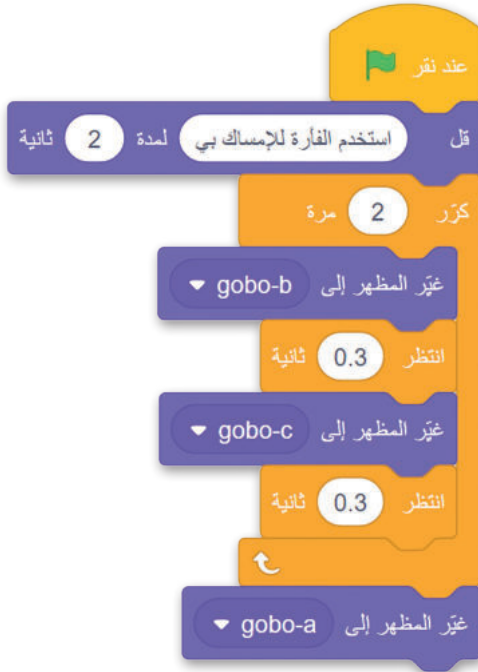 عند نقر
قل استخدم الفأرة للإمساك بي لمدة 2 ثانية
كرّر 2 مرة
غيّر المظهر إلى gobo-b
انتظر 0.3 ثانية
غيّر المظهر إلى gobo-c
انتظر 0.3 ثانية
غيّر المظهر إلى gobo-a